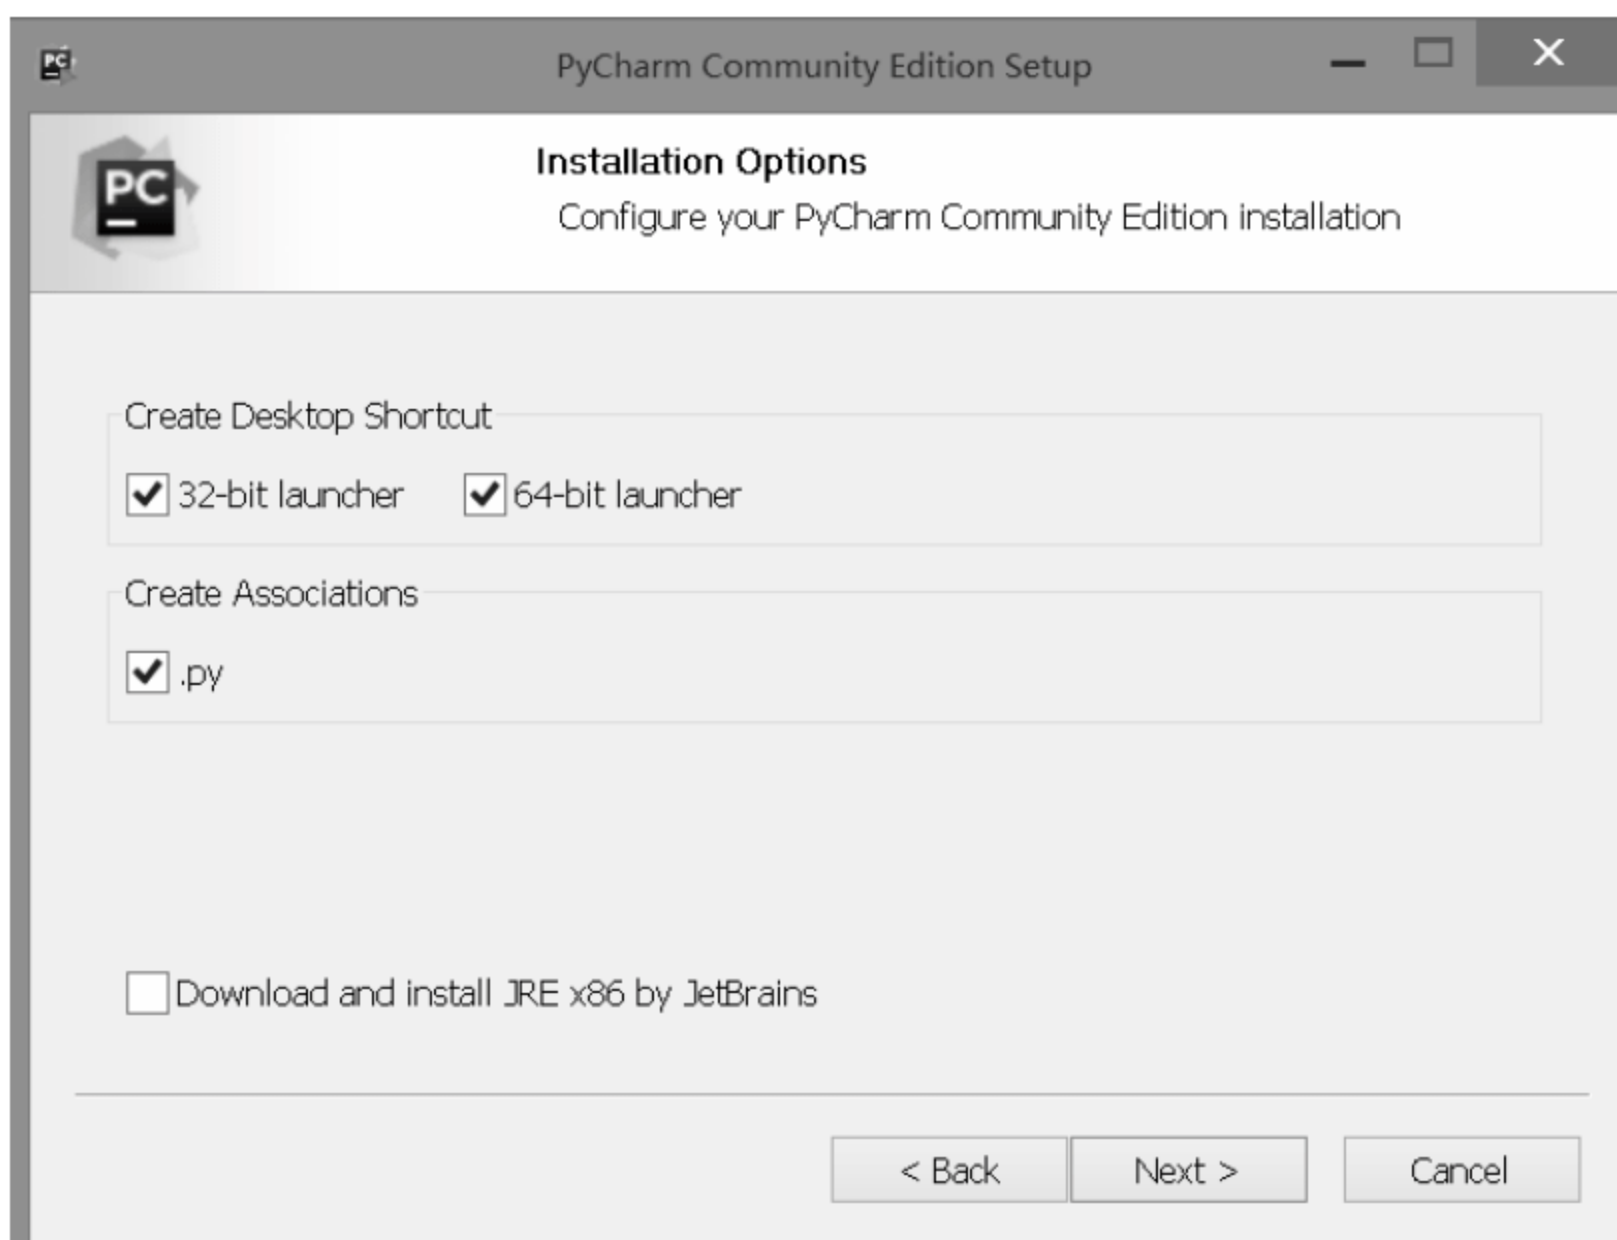 PC
PyCharm Community Edition Setup
PC
Installation Options
Configure your PyCharm Community Edition installation
Create Desktop Shortcut
32-bit launcher 64-bit launcher
Create Associations
.py
Download and install JRE x86 by JetBrains
< Back Next > Cancel